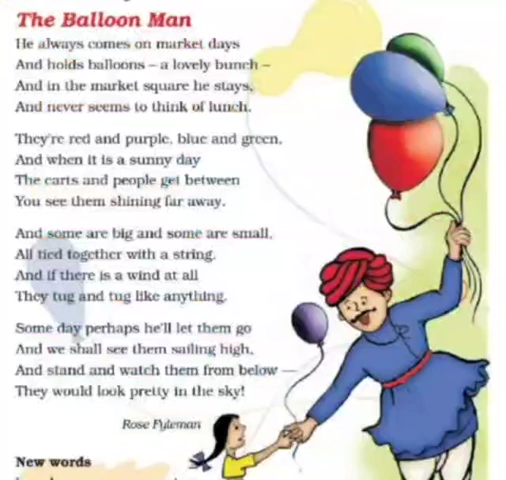 The Balloon Man
He always comes on market days
And holds balloons – a lovely bunch –
And in the market square he stays,
And never seems to think of lunch.
They're red and purple, blue and green,
And when it is a sunny day
The carts and people get between
You see them shining far away.
And some are big and some are small,
All tied together with a string.
And if there is a wind at all
They tug and tug like anything.
Some day perhaps he'll let them go
And we shall see them sailing high,
And stand and watch them from below —
They would look pretty in the sky!
Rose Fyleman
New words